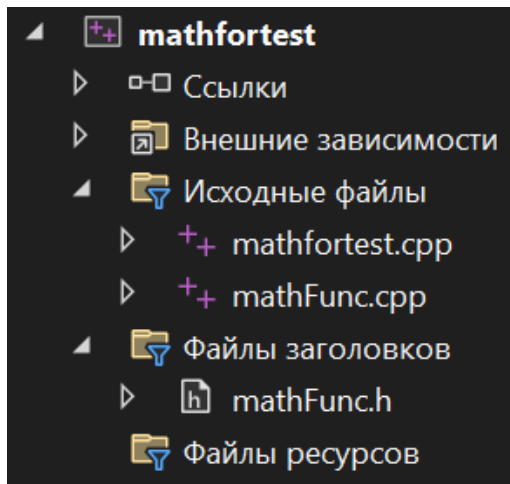 mathfortest
Ссылки
Внешние зависимости
Исходные файлы
mathfortest.cpp
mathFunc.cpp
Файлы заголовков
mathFunc.h
Файлы ресурсов